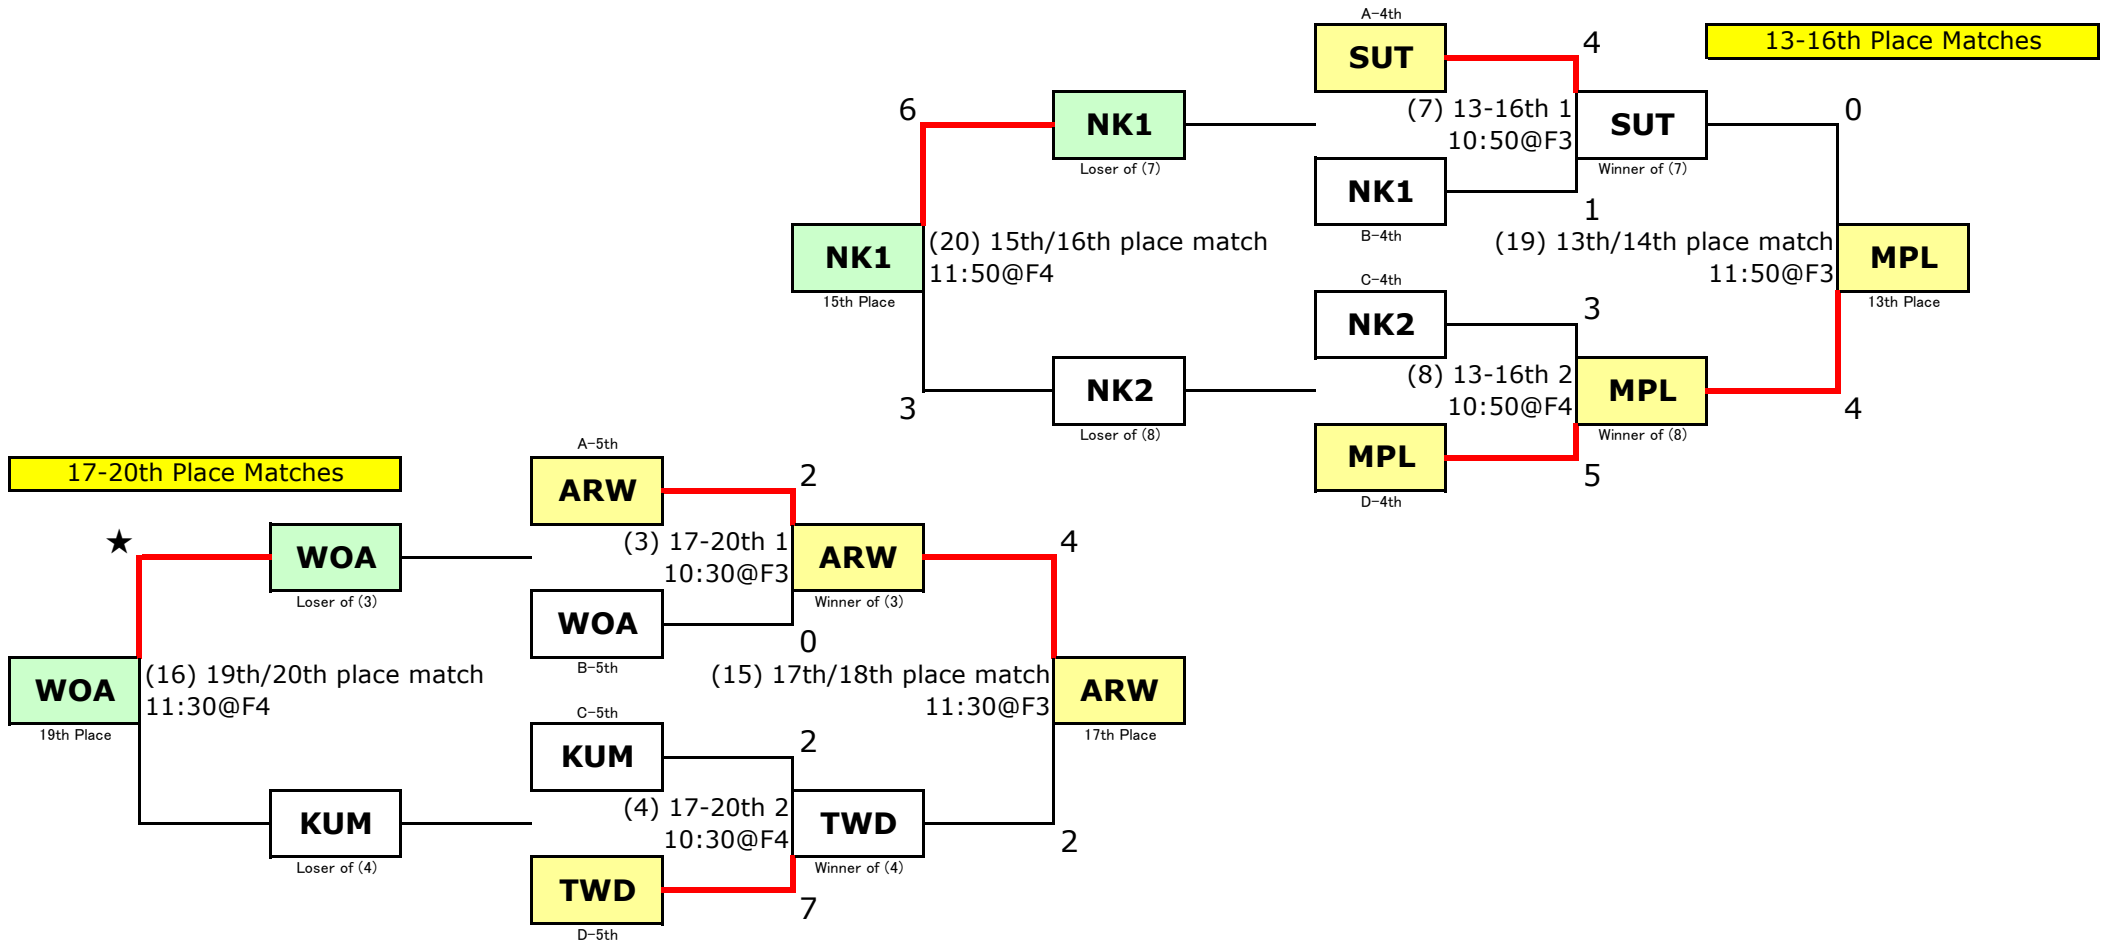 A-4th
SUT
4
13-16th Place Matches
6
NK1
Loser of (7)
(7) 13-16th 1
10:50@F3
SUT
Winner of (7)
0
NK1
B-4th
1
NK1
15th Place
(20) 15th/16th place match
11:50@F4
(19) 13th/14th place match
11:50@F3
MPL
13th Place
C-4th
NK2
3
3
NK2
Loser of (8)
(8) 13-16th 2
10:50@F4
MPL
Winner of (8)
4
MPL
D-4th
5
17-20th Place Matches
A-5th
ARW
2
★
WOA
Loser of (3)
(3) 17-20th 1
10:30@F3
ARW
Winner of (3)
4
WOA
B-5th
0
WOA
19th Place
(16) 19th/20th place match
11:30@F4
(15) 17th/18th place match
11:30@F3
ARW
17th Place
C-5th
KUM
2
KUM
Loser of (4)
(4) 17-20th 2
10:30@F4
TWD
Winner of (4)
2
TWD
D-5th
7